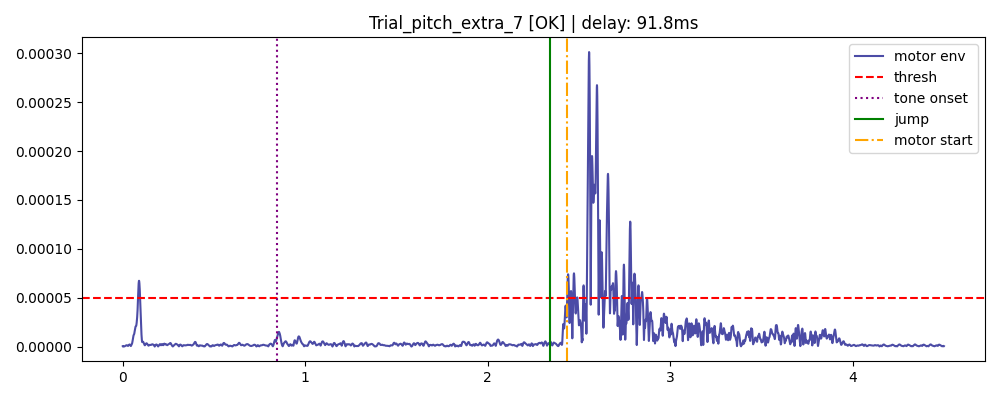 Trial_pitch_extra_7 [OK] | delay: 91.8ms
0.00030
0.00025
0.00020
0.00015
0.00010
0.00005
0.00000
0 1 2 3 4
motor env
thresh
tone onset
jump
motor start